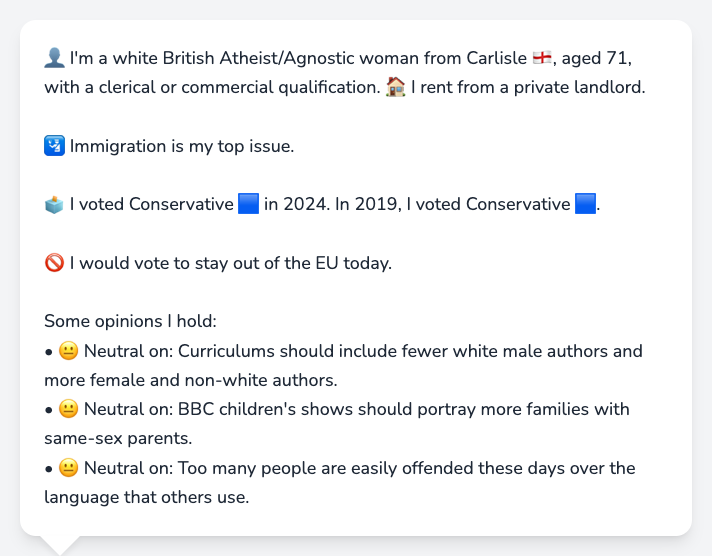 👤 I'm a white British Atheist/Agnostic woman from Carlisle 🏴󠁧󠁢󠁥󠁮󠁧󠁿, aged 71,
with a clerical or commercial qualification. 🏠 I rent from a private landlord.
🛂 Immigration is my top issue.
🗳️ I voted Conservative 🟦 in 2024. In 2019, I voted Conservative 🟦.
🚫 I would vote to stay out of the EU today.
Some opinions I hold:
• 😐 Neutral on: Curriculums should include fewer white male authors and
more female and non-white authors.
• 😐 Neutral on: BBC children's shows should portray more families with
same-sex parents.
• 😐 Neutral on: Too many people are easily offended these days over the
language that others use.